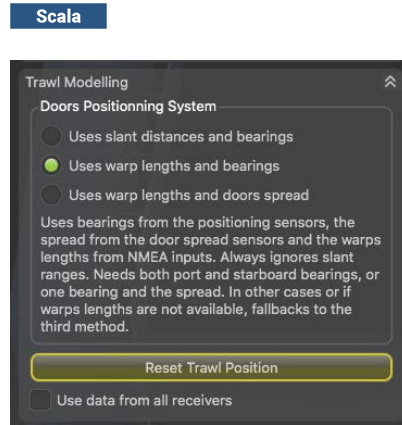 Scala
Trawl Modelling
Doors Positionning System
Uses slant distances and bearings
Uses warp lengths and bearings
Uses warp lengths and doors spread
Uses bearings from the positioning sensors, the
spread from the door spread sensors and the warps
lengths from NMEA inputs. Always ignores slant
ranges. Needs both port and starboard bearings, or
one bearing and the spread. In other cases or if
warps lengths are not available, fallbacks to the
third method.
Reset Trawl Position
Use data from all receivers